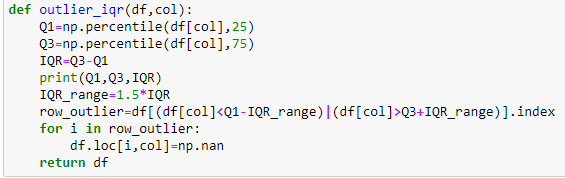 def outlier_iqr(df,col):
    Q1=np.percentile(df[col],25)
    Q3=np.percentile(df[col],75)
    IQR=Q3-Q1
    print(Q1,Q3,IQR)
    IQR_range=1.5*IQR
    row_outlier=df[(df[col]<Q1-IQR_range)|(df[col]>Q3+IQR_range)].index
    for i in row_outlier:
        df.loc[i,col]=np.nan
    return df